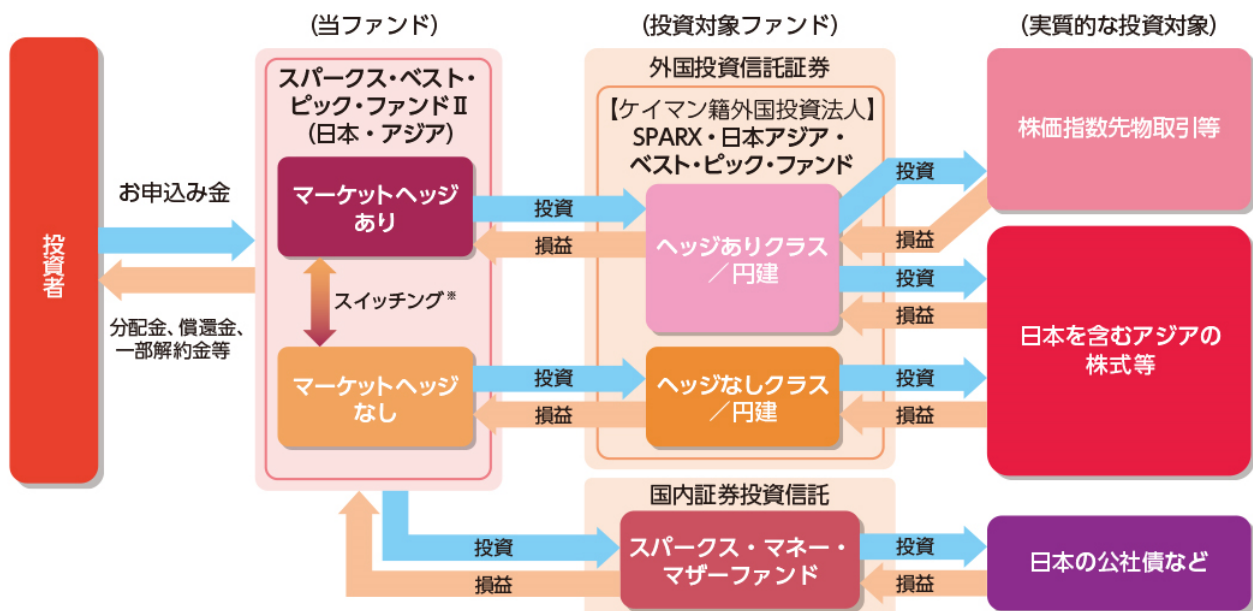 (当ファンド)
(投資対象ファンド)
(実質的な投資対象)
投資者
お申込み金
分配金、償還金、
一部解約金等
スパークス・ベスト・
ピック・ファンドⅡ
(日本・アジア)
マーケットヘッジ
あり
スイッチング※
マーケットヘッジ
なし
投資
損益
投資
損益
投資
損益
外国投資信託証券
【ケイマン籍外国投資法人】
SPARX・日本アジア・
ベスト・ピック・ファンド
ヘッジありクラス
／円建
ヘッジなしクラス
／円建
国内証券投資信託
スパークス・マネー・
マザーファンド
投資
損益
投資
損益
投資
損益
投資
損益
株価指数先物取引等
日本を含むアジアの
株式等
日本の公社債など